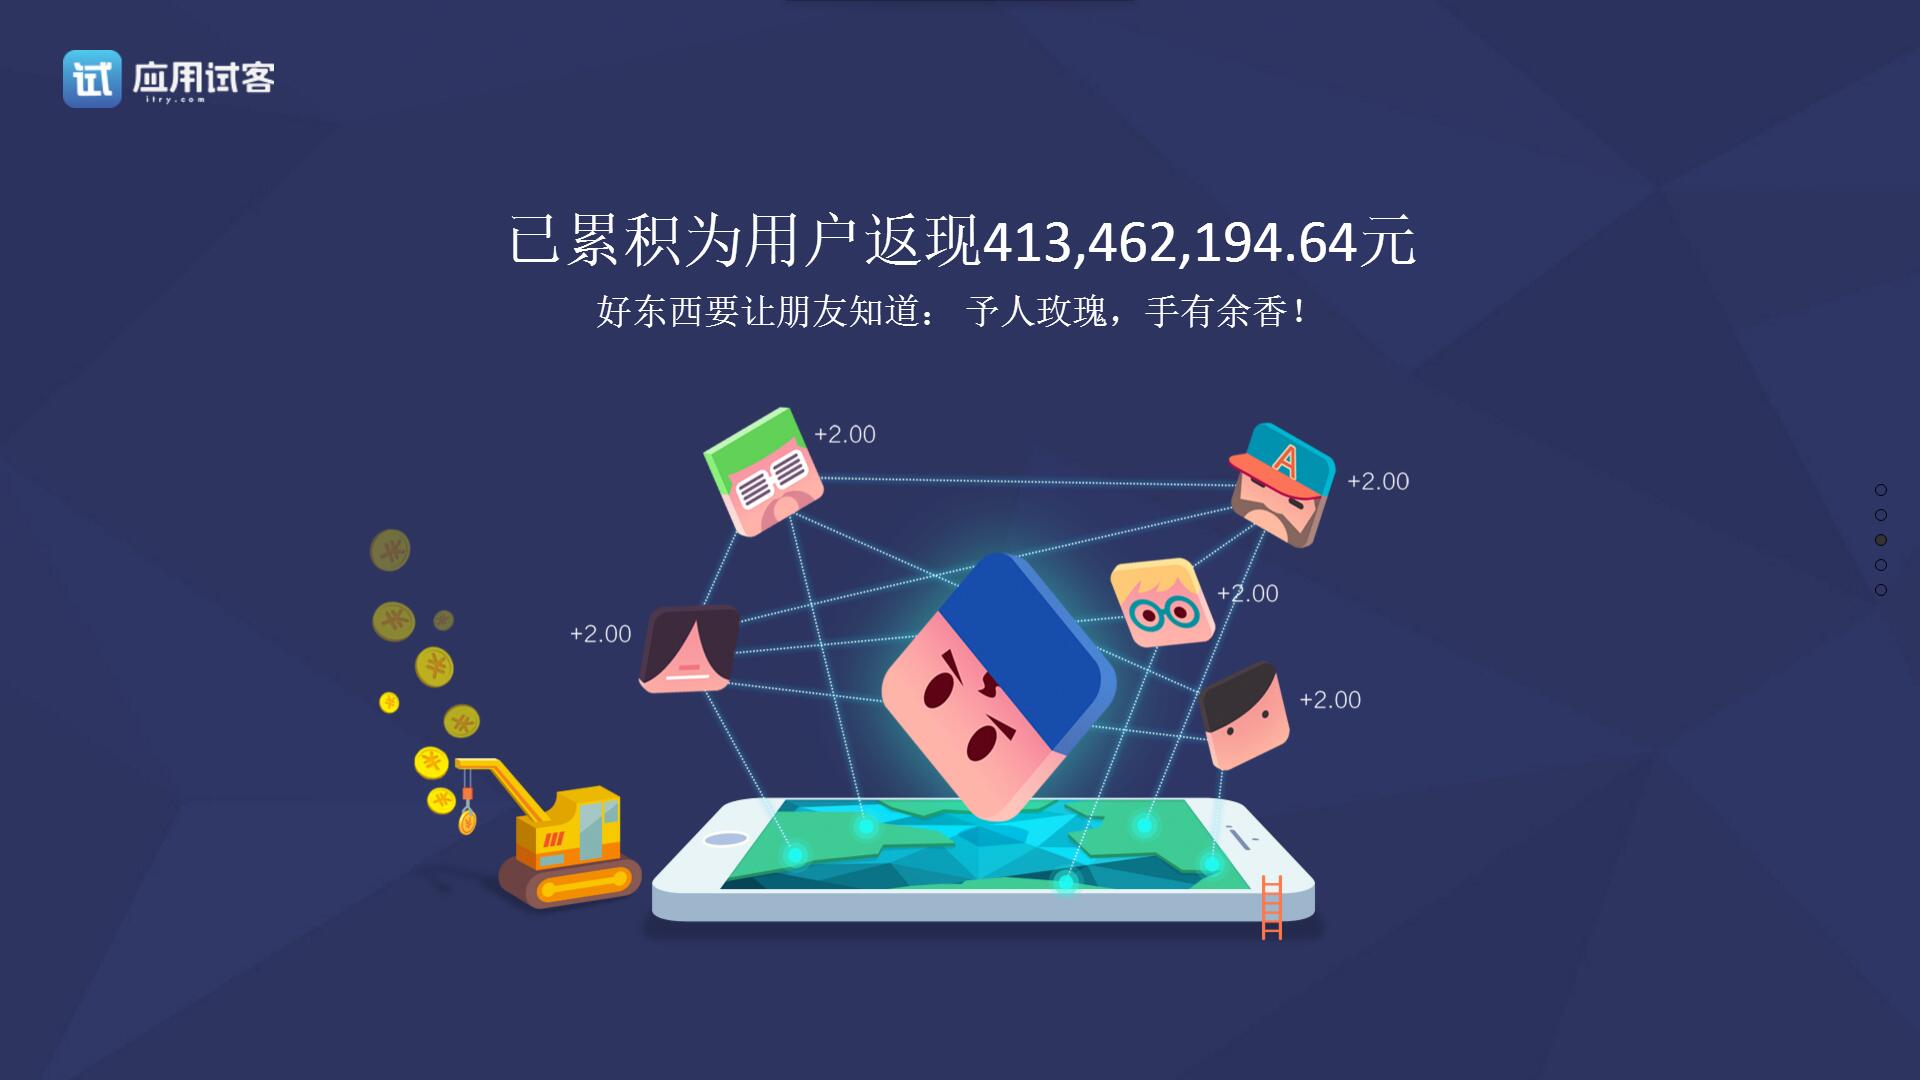 试 应用试客
itry.com
已累积为用户返现413,462,194.64元
好东西要让朋友知道： 予人玫瑰，手有余香！
+2.00
A
+2.00
+2.00
+2.00
+2.00